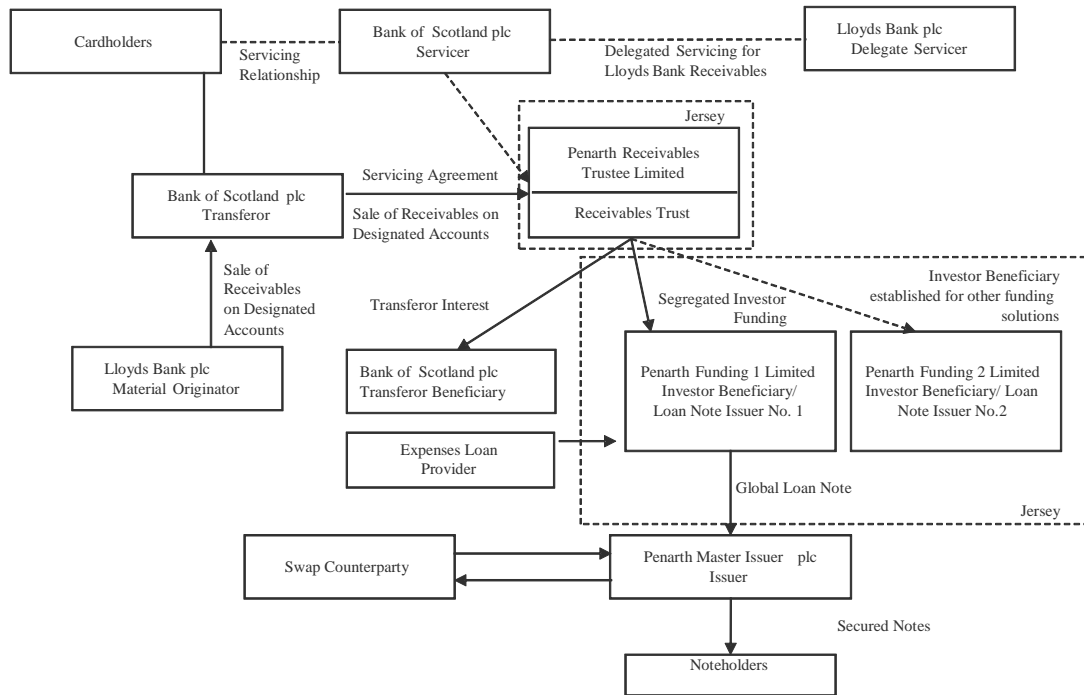 Cardholders
Bank of Scotland plc
Servicer
Lloyds Bank plc
Delegate Servicer
Servicing
Relationship
Delegated Servicing for
Lloyds Bank Receivables
Jersey
Penarth Receivables
Trustee Limited
Receivables Trust
Bank of Scotland plc
Transferor
Servicing Agreement
Sale of Receivables on
Designated Accounts
Sale of
Receivables
on Designated
Accounts
Lloyds Bank plc
Material Originator
Transferor Interest
Segregated Investor
Funding
Investor Beneficiary
established for other funding
solutions
Bank of Scotland plc
Transferor Beneficiary
Penarth Funding 1 Limited
Investor Beneficiary/
Loan Note Issuer No. 1
Penarth Funding 2 Limited
Investor Beneficiary/ Loan
Note Issuer No.2
Expenses Loan
Provider
Global Loan Note
Jersey
Swap Counterparty
Penarth Master Issuer plc
Issuer
Secured Notes
Noteholders